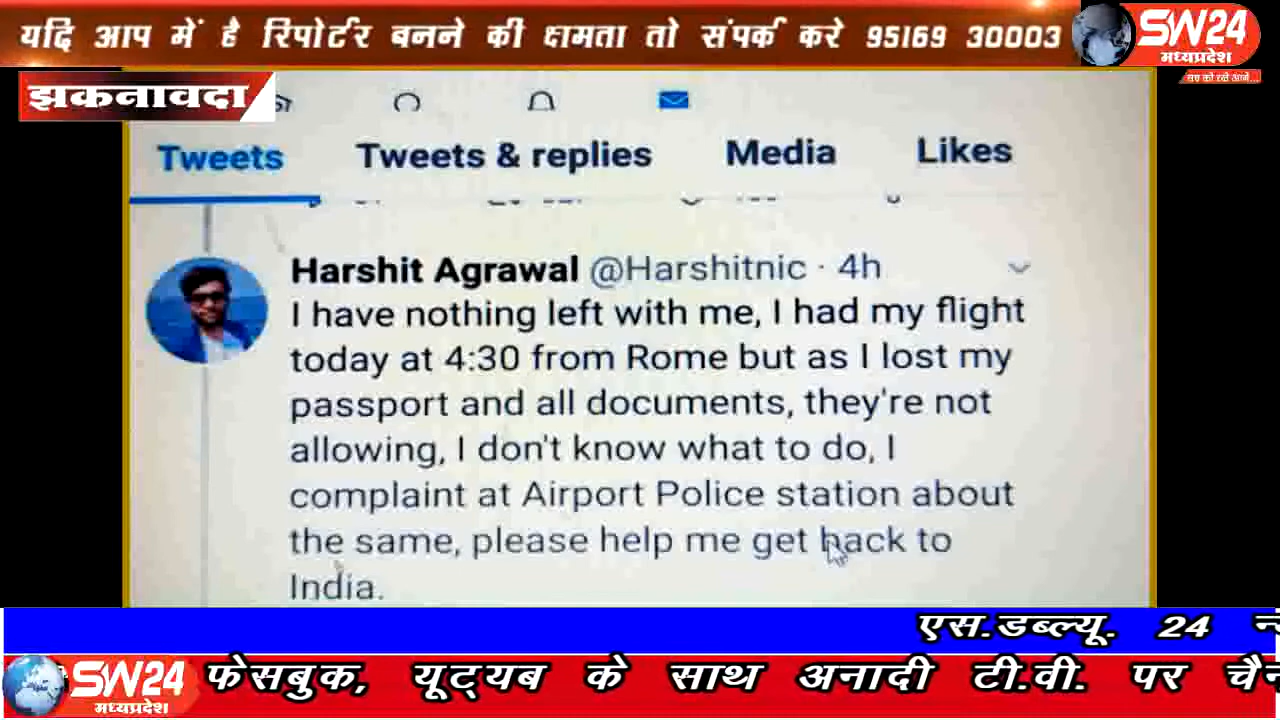 यदि आप में है रिपोर्टर बनने की क्षमता तो संपर्क करे 95169 30003
SW24
मध्यप्रदेश
झकनावदा
Tweets Tweets & replies Media Likes
Harshit Agrawal @Harshitnic · 4h
I have nothing left with me, I had my flight
today at 4:30 from Rome but as I lost my
passport and all documents, they're not
allowing, I don't know what to do, I
complaint at Airport Police station about
the same, please help me get back to
India.
एस.डब्ल्यू. 24
SW24
मध्यप्रदेश
फेसबुक, यूट्यब के साथ अनादी टी.वी. पर